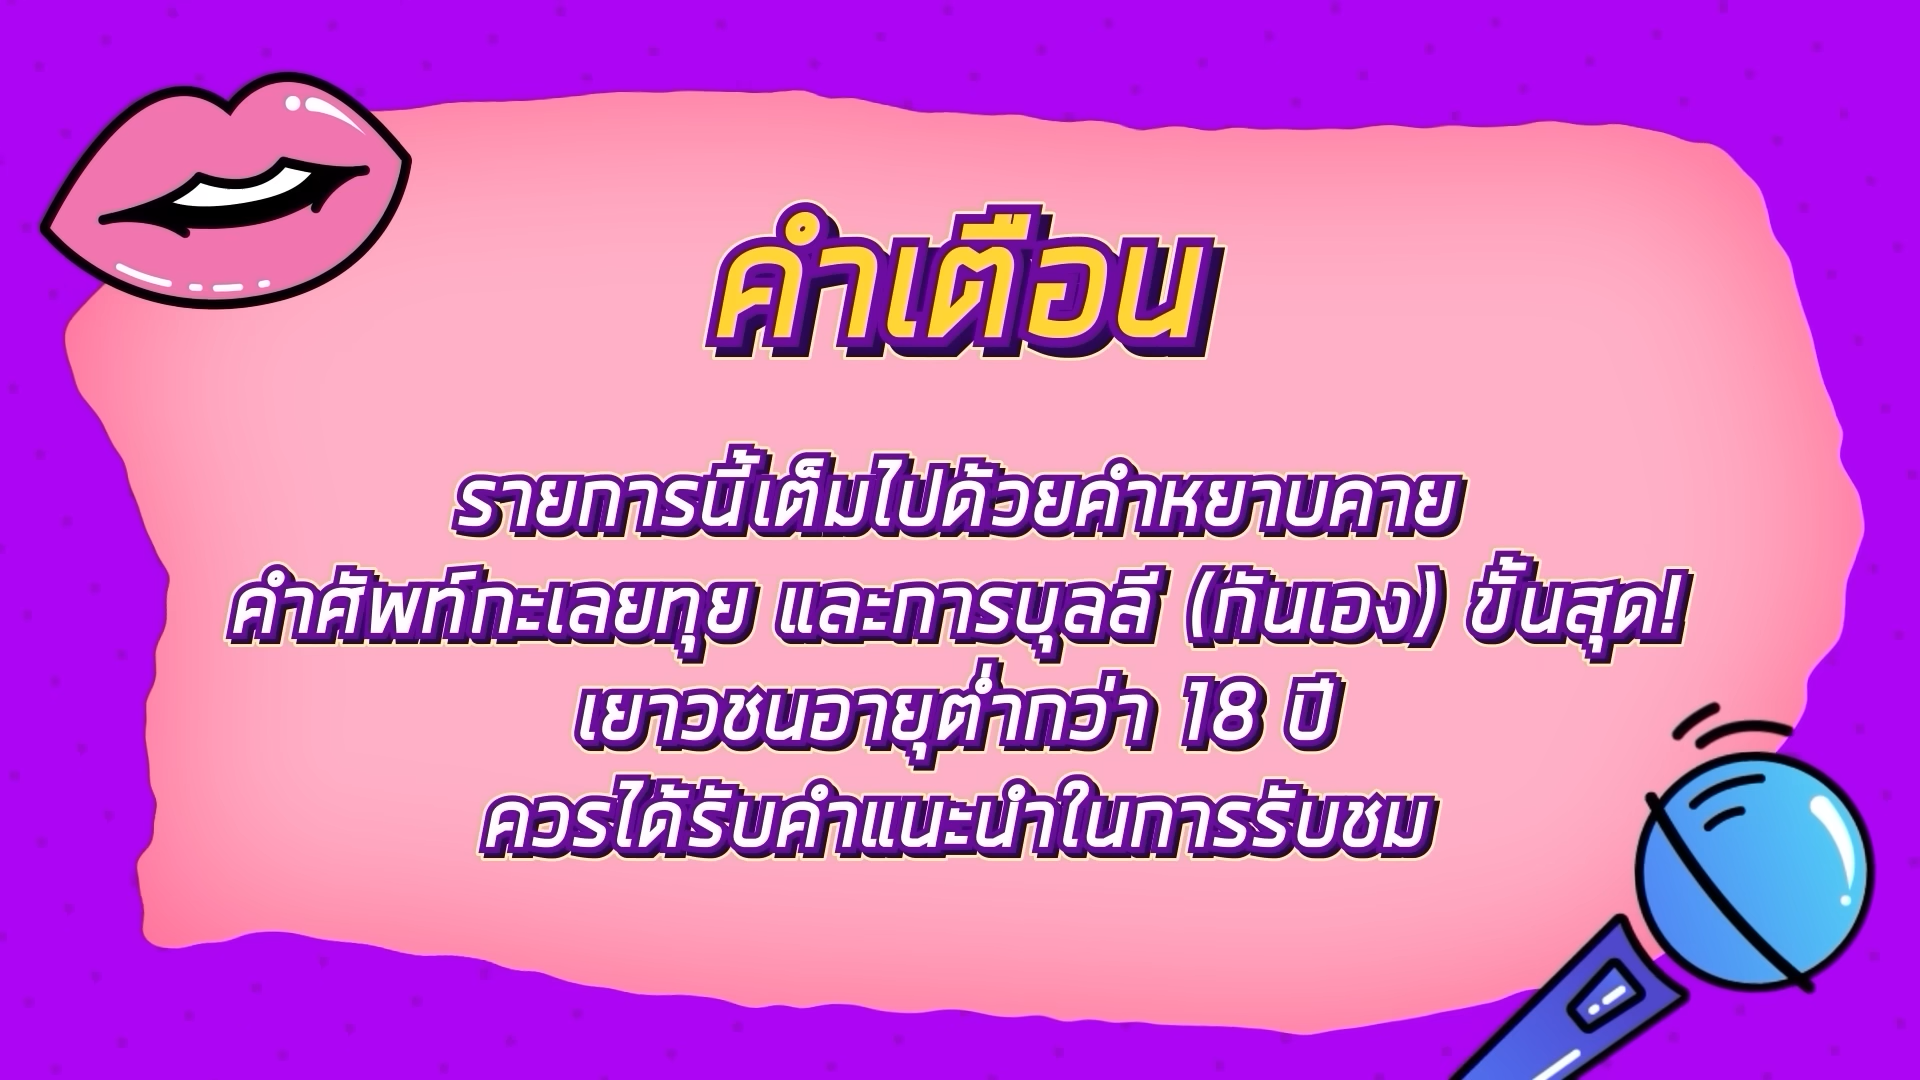 คำเตือน
รายการนี้เต็มไปด้วยคำหยาบคาย
คำศัพท์กะเลยทุย และการบุลลี (กันเอง) ขั้นสุด!
เยาวชนอายุต่ำกว่า 18 ปี
ควรได้รับคำแนะนำในการรับชม